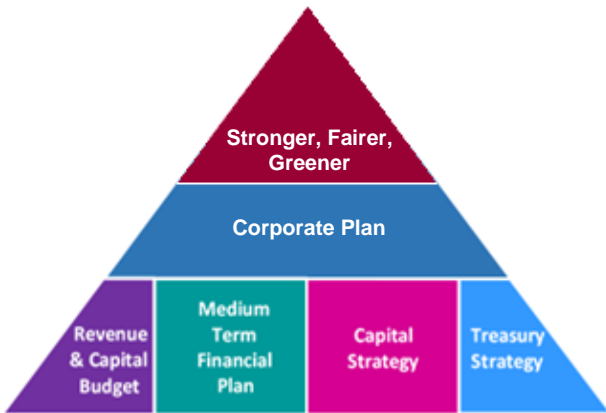 Stronger, Fairer,
Greener
Corporate Plan
Revenue
& Capital
Budget
Medium
Term
Financial
Plan
Capital
Strategy
Treasury
Strategy